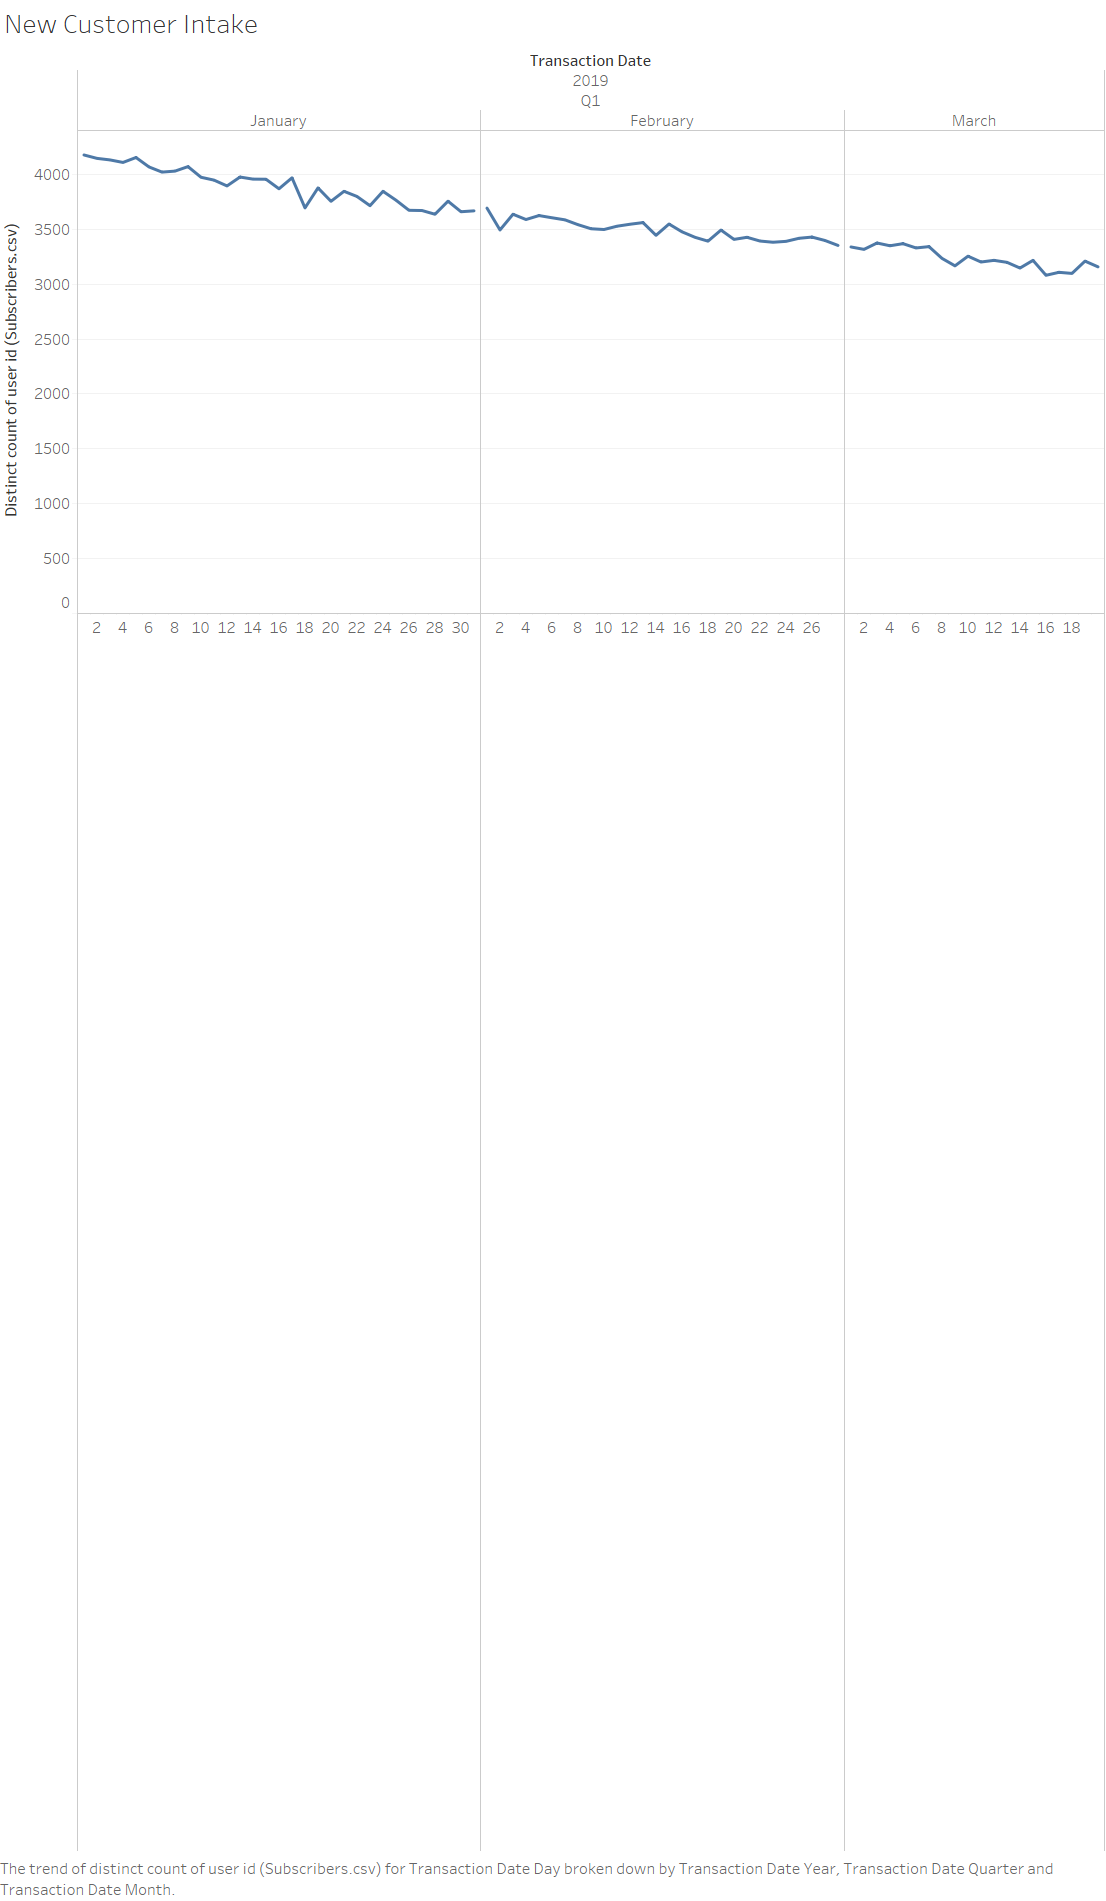 New Customer Intake
Transaction Date
2019
Q1
January February March
Distinct count of user id (Subscribers.csv)
4000
3500
3000
2500
2000
1500
1000
500
0
2 4 6 8 10 12 14 16 18 20 22 24 26 28 30 2 4 6 8 10 12 14 16 18 20 22 24 26 2 4 6 8 10 12 14 16 18
The trend of distinct count of user id (Subscribers.csv) for Transaction Date Day broken down by Transaction Date Year, Transaction Date Quarter and
Transaction Date Month.